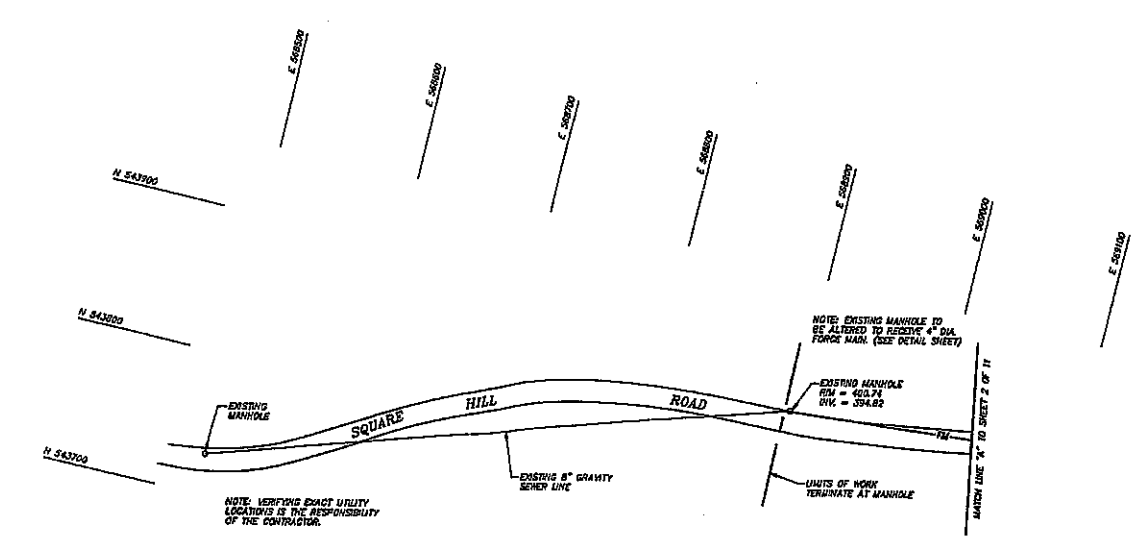 E 568500
E 568600
E 568700
E 568800
E 568900
E 569000
E 569100
N 543900
N 543800
N 543700
NOTE: EXISTING MANHOLE TO
BE ALTERED TO RECEIVE 4" DIA.
FORCE MAIN. (SEE DETAIL SHEET)
EXISTING MANHOLE
RIM = 400.74
INV. = 394.82
EXISTING
MANHOLE
SQUARE HILL ROAD
FM
MATCH LINE "A" TO SHEET 2 OF 11
EXISTING 8" GRAVITY
SEWER LINE
LIMITS OF WORK
TERMINATE AT MANHOLE
NOTE: VERIFYING EXACT UTILITY
LOCATIONS IS THE RESPONSIBILITY
OF THE CONTRACTOR.